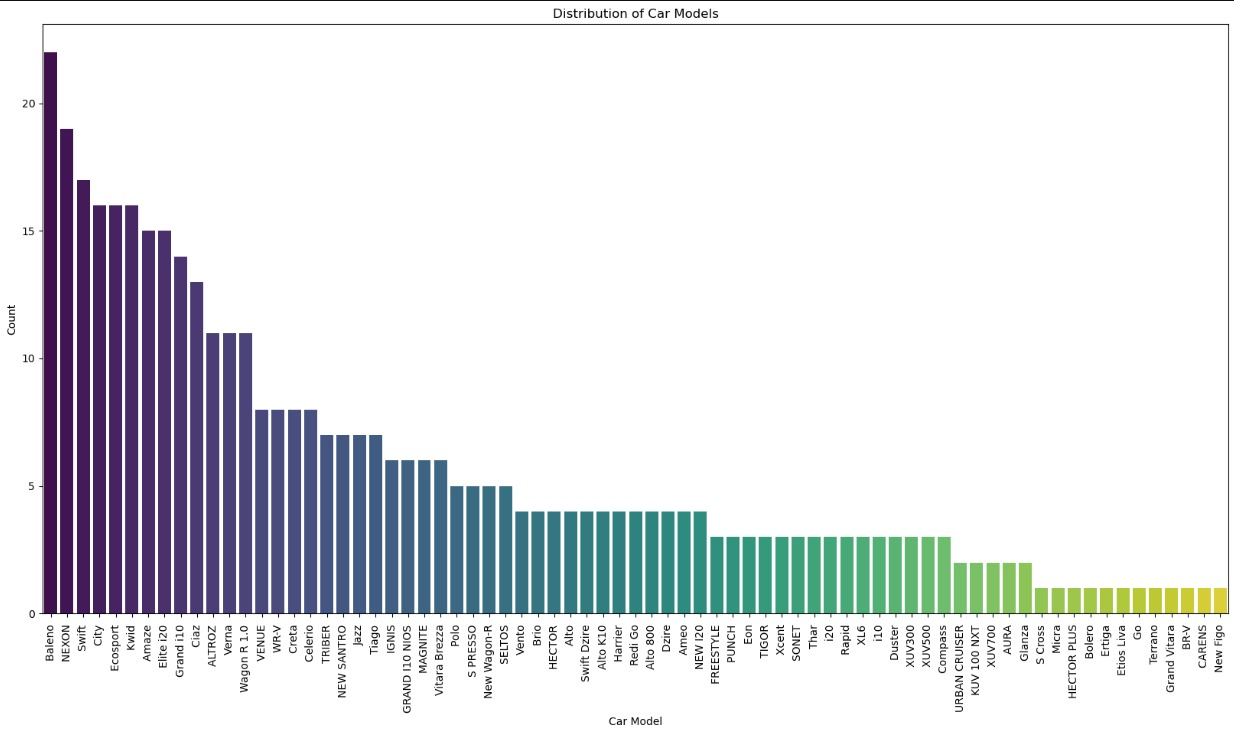 Distribution of Car Models
Count
20
15
10
5
0
Baleno
NEXON
Swift
City
Ecosport
Kwid
Amaze
Elite i20
Grand i10
Ciaz
ALTROZ
Verna
Wagon R 1.0
VENUE
WR-V
Creta
Celerio
TRIBER
NEW SANTRO
Jazz
Tiago
IGNIS
GRAND I10 NIOS
MAGNITE
Vitara Brezza
Polo
S PRESSO
New Wagon-R
SELTOS
Vento
Brio
HECTOR
Alto
Swift Dzire
Alto K10
Harrier
Redi Go
Alto 800
Dzire
Ameo
NEW I20
FREESTYLE
PUNCH
Eon
TIGOR
Xcent
SONET
Thar
i20
Rapid
XL6
i10
Duster
XUV300
XUV500
Compass
URBAN CRUISER
KUV 100 NXT
XUV700
AURA
Glanza
S Cross
Micra
HECTOR PLUS
Bolero
Ertiga
Etios Liva
Go
Terrano
Grand Vitara
BR-V
CARENS
New Figo
Car Model